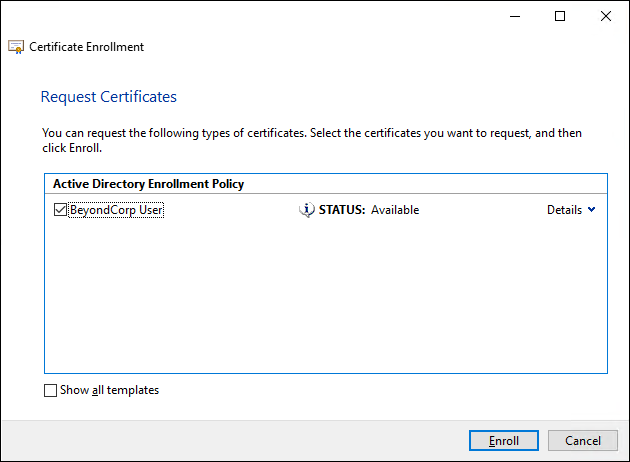 Certificate Enrollment
Request Certificates
You can request the following types of certificates. Select the certificates you want to request, and then
click Enroll.
Active Directory Enrollment Policy
BeyondCorp User STATUS: Available Details
Show all templates
Enroll Cancel